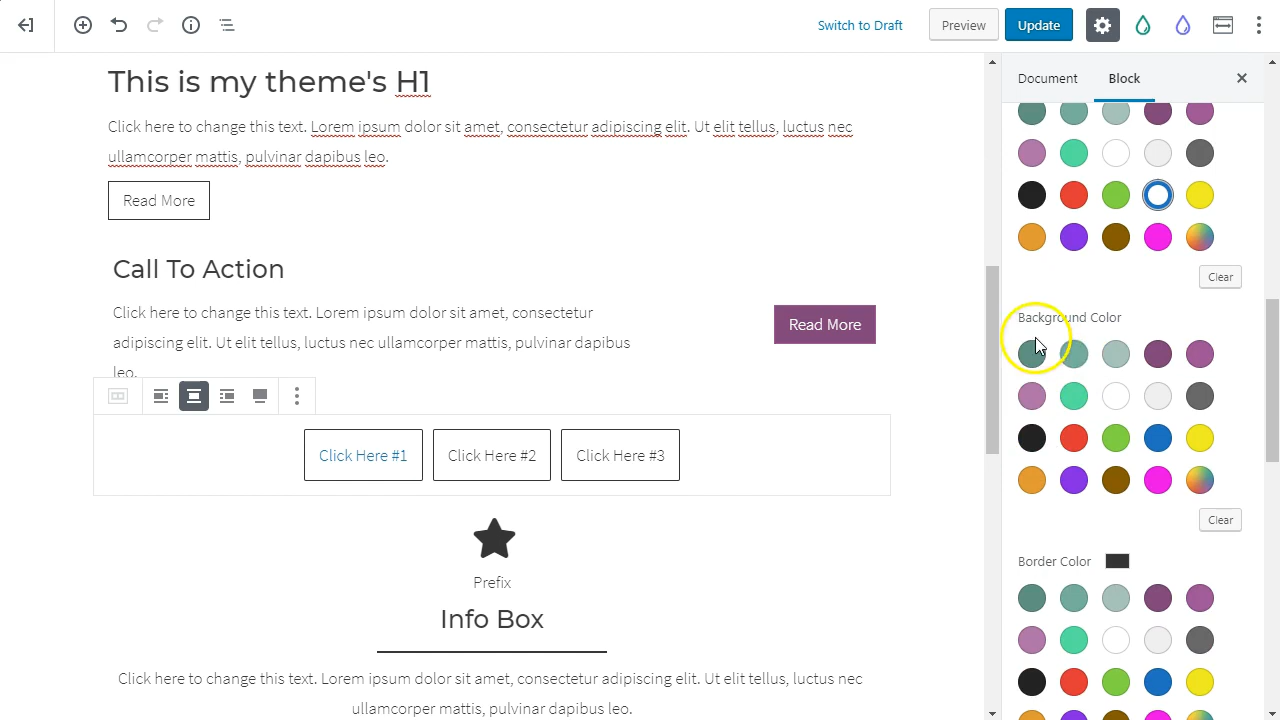 Switch to Draft
Preview
Update
Document
Block
This is my theme's H1
Click here to change this text. Lorem ipsum dolor sit amet, consectetur adipiscing elit. Ut elit tellus, luctus nec
ullamcorper mattis, pulvinar dapibus leo.
Read More
Call To Action
Click here to change this text. Lorem ipsum dolor sit amet, consectetur
adipiscing elit. Ut elit tellus, luctus nec ullamcorper mattis, pulvinar dapibus
leo.
Read More
Click Here #1
Click Here #2
Click Here #3
Prefix
Info Box
Click here to change this text. Lorem ipsum dolor sit amet, consectetur adipiscing elit. Ut elit tellus, luctus nec
ullamcorper mattis, pulvinar dapibus leo.
Clear
Background Color
Clear
Border Color